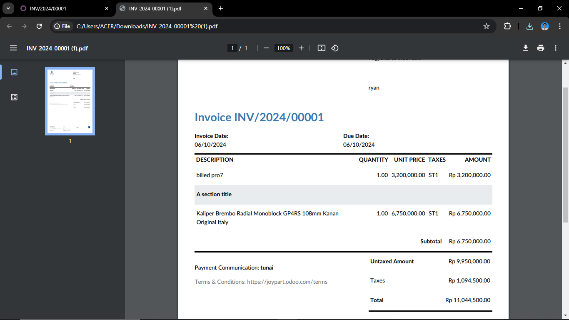 INV/2024/00001
INV 2024 00001 (1).pdf
File
C:/Users/ACER/Downloads/INV_2024_00001%20(1).pdf
INV 2024 00001 (1).pdf
1 / 1
100%
1
ryan
Invoice INV/2024/00001
Invoice Date:
Due Date:
06/10/2024
06/10/2024
DESCRIPTION QUANTITY UNIT PRICE TAXES AMOUNT
billed pro7 1.00 3,200,000.00 ST1 Rp 3,200,000.00
A section title
Kaliper Brembo Radial Monoblock GP4RS 108mm Kanan 1.00 6,750,000.00 ST1 Rp 6,750,000.00
Original Italy
Subtotal Rp 6,750,000.00
Untaxed Amount Rp 9,950,000.00
Payment Communication: tunai
Taxes Rp 1,094,500.00
Terms & Conditions: https://joypart.odoo.com/terms
Total Rp 11,044,500.00